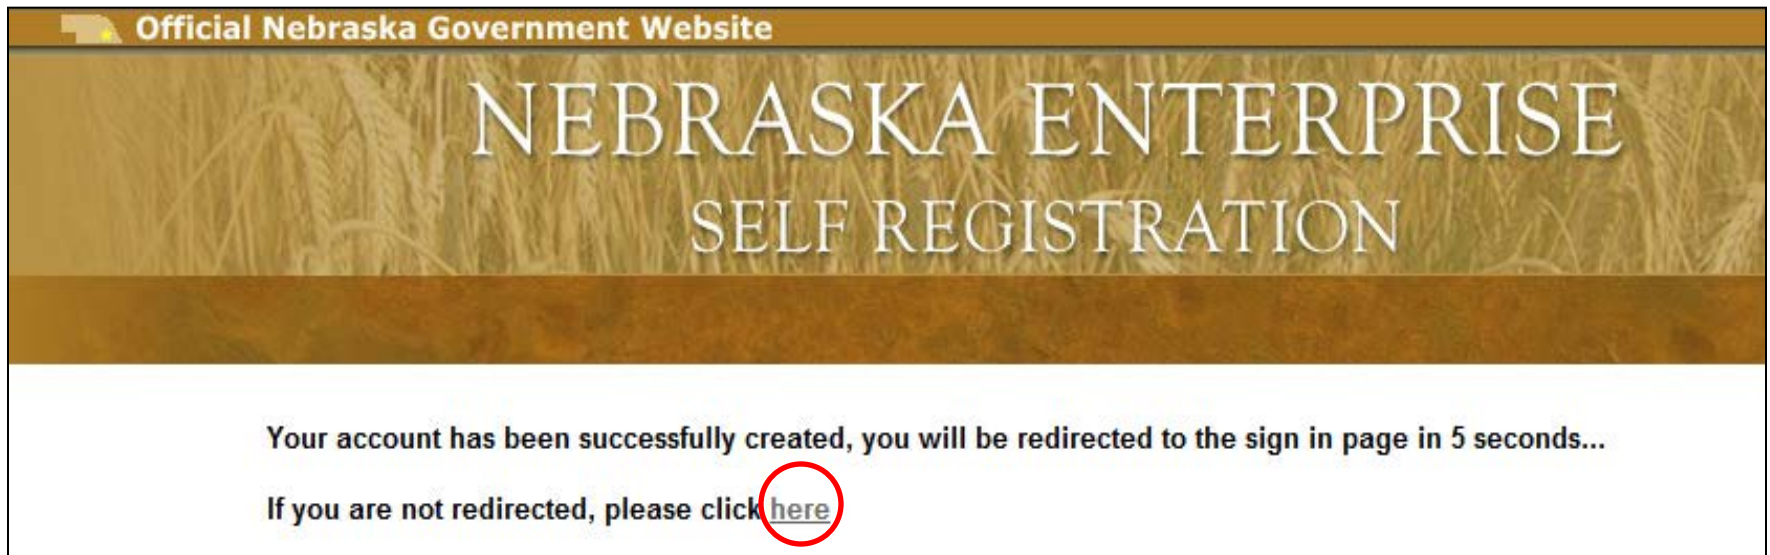 Official Nebraska Government Website
NEBRASKA ENTERPRISE
SELF REGISTRATION
Your account has been successfully created, you will be redirected to the sign in page in 5 seconds...
If you are not redirected, please click here